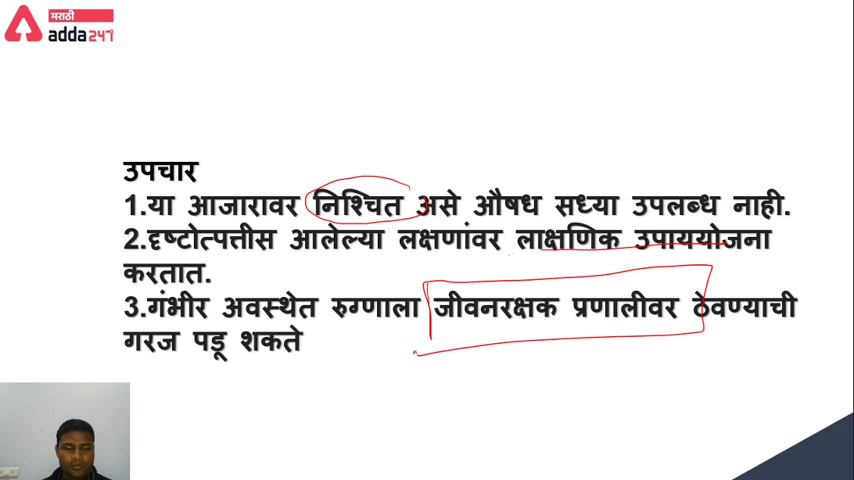 मराठी
adda247
उपचार
1.या आजारावर निश्चित असे औषध सध्या उपलब्ध नाही.
2.दृष्टोत्पत्तीस आलेल्या लक्षणांवर लाक्षणिक उपाययोजना
करतात.
3.गंभीर अवस्थेत रुग्णाला जीवनरक्षक प्रणालीवर ठेवण्याची
गरज पडू शकते